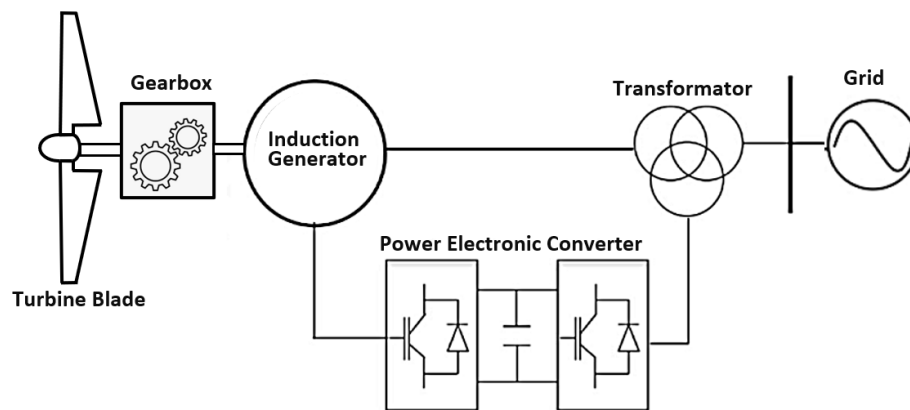 Gearbox
Transformator
Grid
Induction
Generator
Power Electronic Converter
Turbine Blade